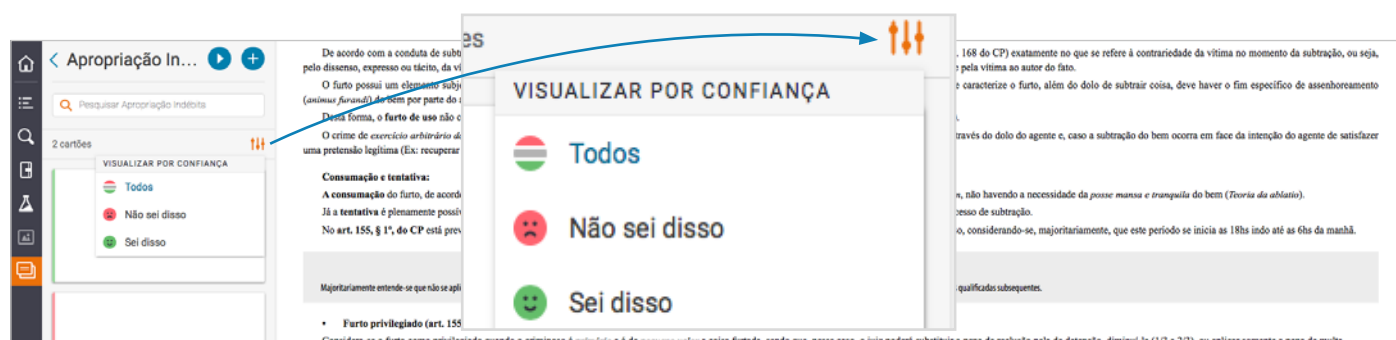 Apropriação In...
Pesquisar Apropriação Indébita
2 cartões
VISUALIZAR POR CONFIANÇA
Todos
Não sei disso
Sei disso
es
VISUALIZAR POR CONFIANÇA
Todos
Não sei disso
Sei disso
De acordo com a conduta de subt
. 168 do CP) exatamente no que se refere à contrariedade da vítima no momento da subtração, ou seja,
pelo dissenso, expresso ou tácito, da ví
pela vítima ao autor do fato.
O furto possui um elemento subje
e caracterize o furto, além do dolo de subtrair coisa, deve haver o fim específico de assenhoreamento
(animus furandi) do bem por parte do a
Desta forma, o furto de uso não c
O crime de exercício arbitrário da
través do dolo do agente e, caso a subtração do bem ocorra em face da intenção do agente de satisfazer
uma pretensão legítima (Ex: recuperar
Consumação e tentativa:
A consumação do furto, de acord
, não havendo a necessidade da posse mansa e tranquila do bem (Teoria da ablatio).
Já a tentativa é plenamente possív
cesso de subtração.
No art. 155, § 1º, do CP está prev
o, considerando-se, majoritariamente, que este período se inicia as 18hs indo até as 6hs da manhã.
Majoritariamente entende-se que não se apli
qualificadas subsequentes.
• Furto privilegiado (art. 155